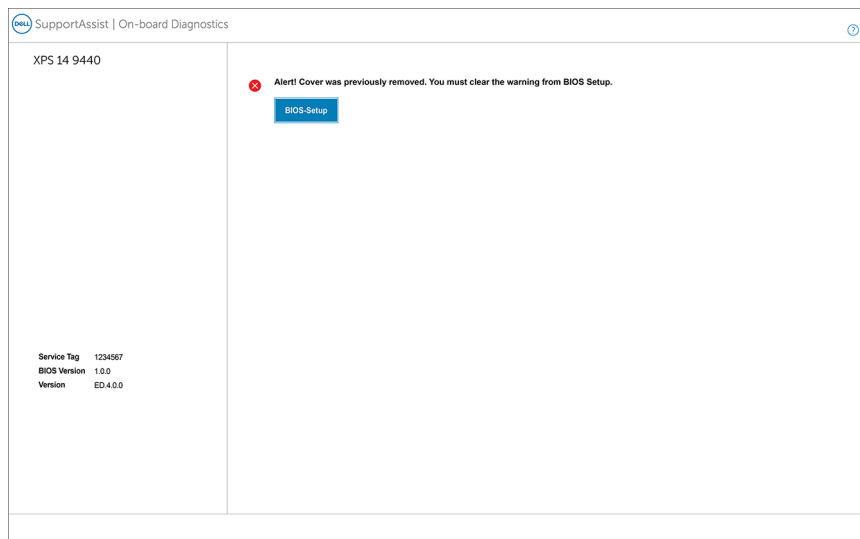 DELL SupportAssist | On-board Diagnostics
?
XPS 14 9440
Alert! Cover was previously removed. You must clear the warning from BIOS Setup.
BIOS-Setup
Service Tag 1234567
BIOS Version 1.0.0
Version ED.4.0.0